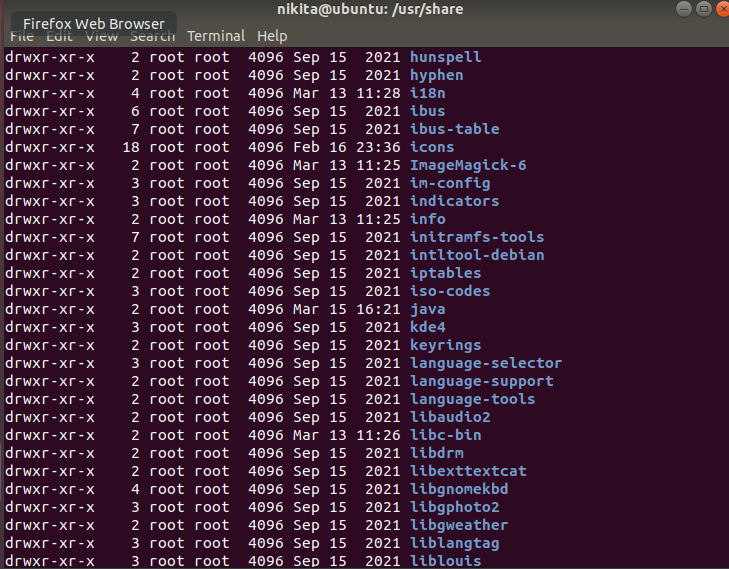 nikita@ubuntu: /usr/share
Firefox Web Browser
File Edit View Search Terminal Help
drwxr-xr-x 2 root root 4096 Sep 15 2021 hunspell
drwxr-xr-x 2 root root 4096 Sep 15 2021 hyphen
drwxr-xr-x 4 root root 4096 Mar 13 11:28 i18n
drwxr-xr-x 6 root root 4096 Sep 15 2021 ibus
drwxr-xr-x 7 root root 4096 Sep 15 2021 ibus-table
drwxr-xr-x 18 root root 4096 Feb 16 23:36 icons
drwxr-xr-x 2 root root 4096 Mar 13 11:25 ImageMagick-6
drwxr-xr-x 3 root root 4096 Sep 15 2021 im-config
drwxr-xr-x 3 root root 4096 Sep 15 2021 indicators
drwxr-xr-x 2 root root 4096 Mar 13 11:25 info
drwxr-xr-x 7 root root 4096 Sep 15 2021 initramfs-tools
drwxr-xr-x 2 root root 4096 Sep 15 2021 intltool-debian
drwxr-xr-x 2 root root 4096 Sep 15 2021 iptables
drwxr-xr-x 3 root root 4096 Sep 15 2021 iso-codes
drwxr-xr-x 2 root root 4096 Mar 15 16:21 java
drwxr-xr-x 3 root root 4096 Sep 15 2021 kde4
drwxr-xr-x 2 root root 4096 Sep 15 2021 keyrings
drwxr-xr-x 3 root root 4096 Sep 15 2021 language-selector
drwxr-xr-x 2 root root 4096 Sep 15 2021 language-support
drwxr-xr-x 2 root root 4096 Sep 15 2021 language-tools
drwxr-xr-x 2 root root 4096 Sep 15 2021 libaudio2
drwxr-xr-x 2 root root 4096 Mar 13 11:26 libc-bin
drwxr-xr-x 2 root root 4096 Sep 15 2021 libdrm
drwxr-xr-x 2 root root 4096 Sep 15 2021 libexttextcat
drwxr-xr-x 4 root root 4096 Sep 15 2021 libgnomekbd
drwxr-xr-x 3 root root 4096 Sep 15 2021 libgphoto2
drwxr-xr-x 2 root root 4096 Sep 15 2021 libgweather
drwxr-xr-x 3 root root 4096 Sep 15 2021 liblangtag
drwxr-xr-x 3 root root 4096 Sep 15 2021 liblouis